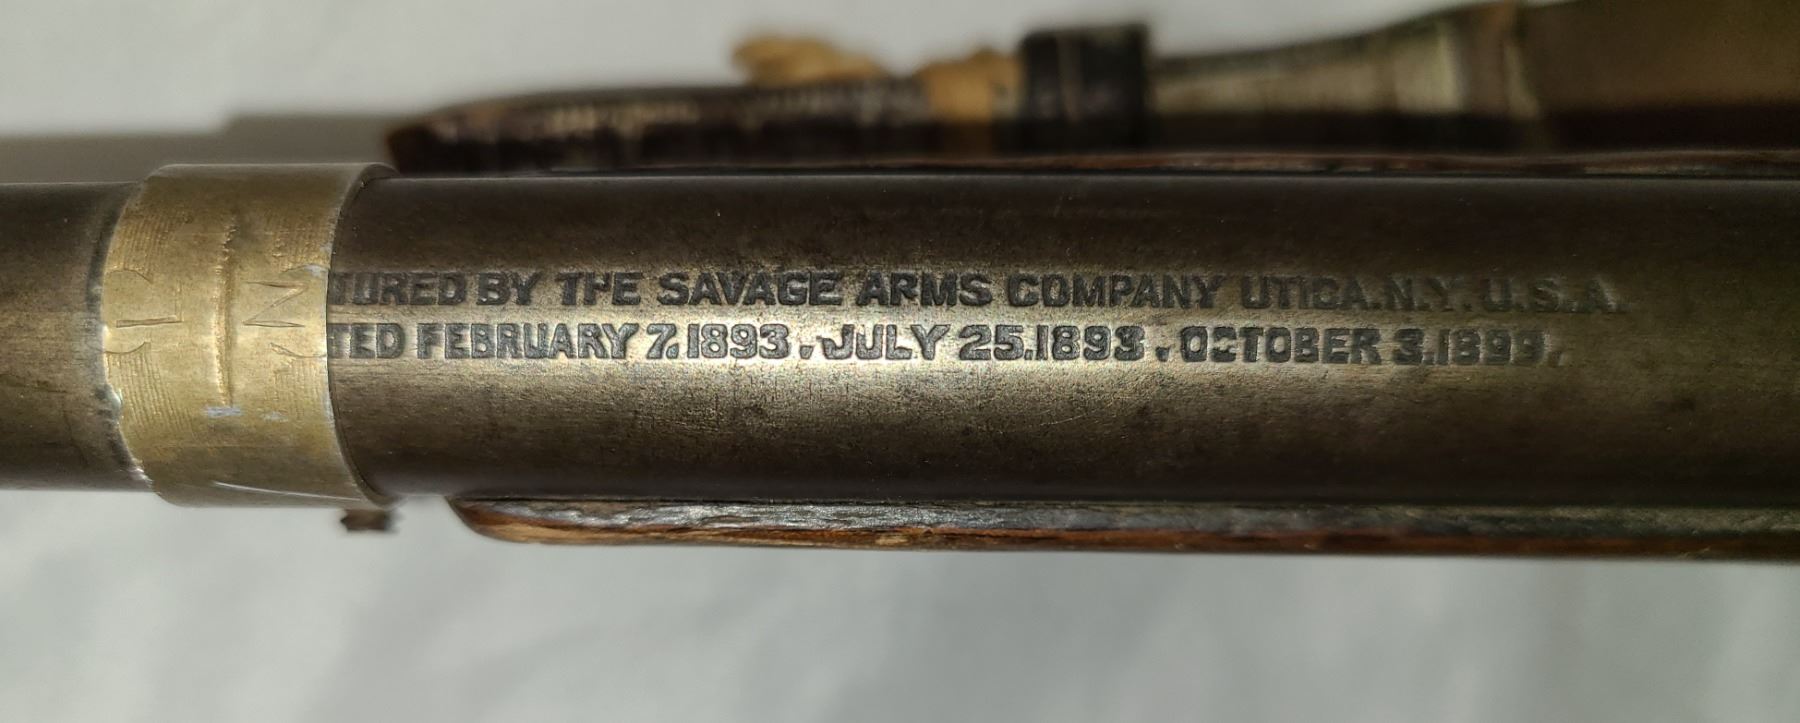 TURED BY THE SAVAGE ARMS COMPANY UTICA.N.Y. U.S.A.
TED FEBRUARY 7.1893. JULY 25.1893. OCTOBER 3.1899.